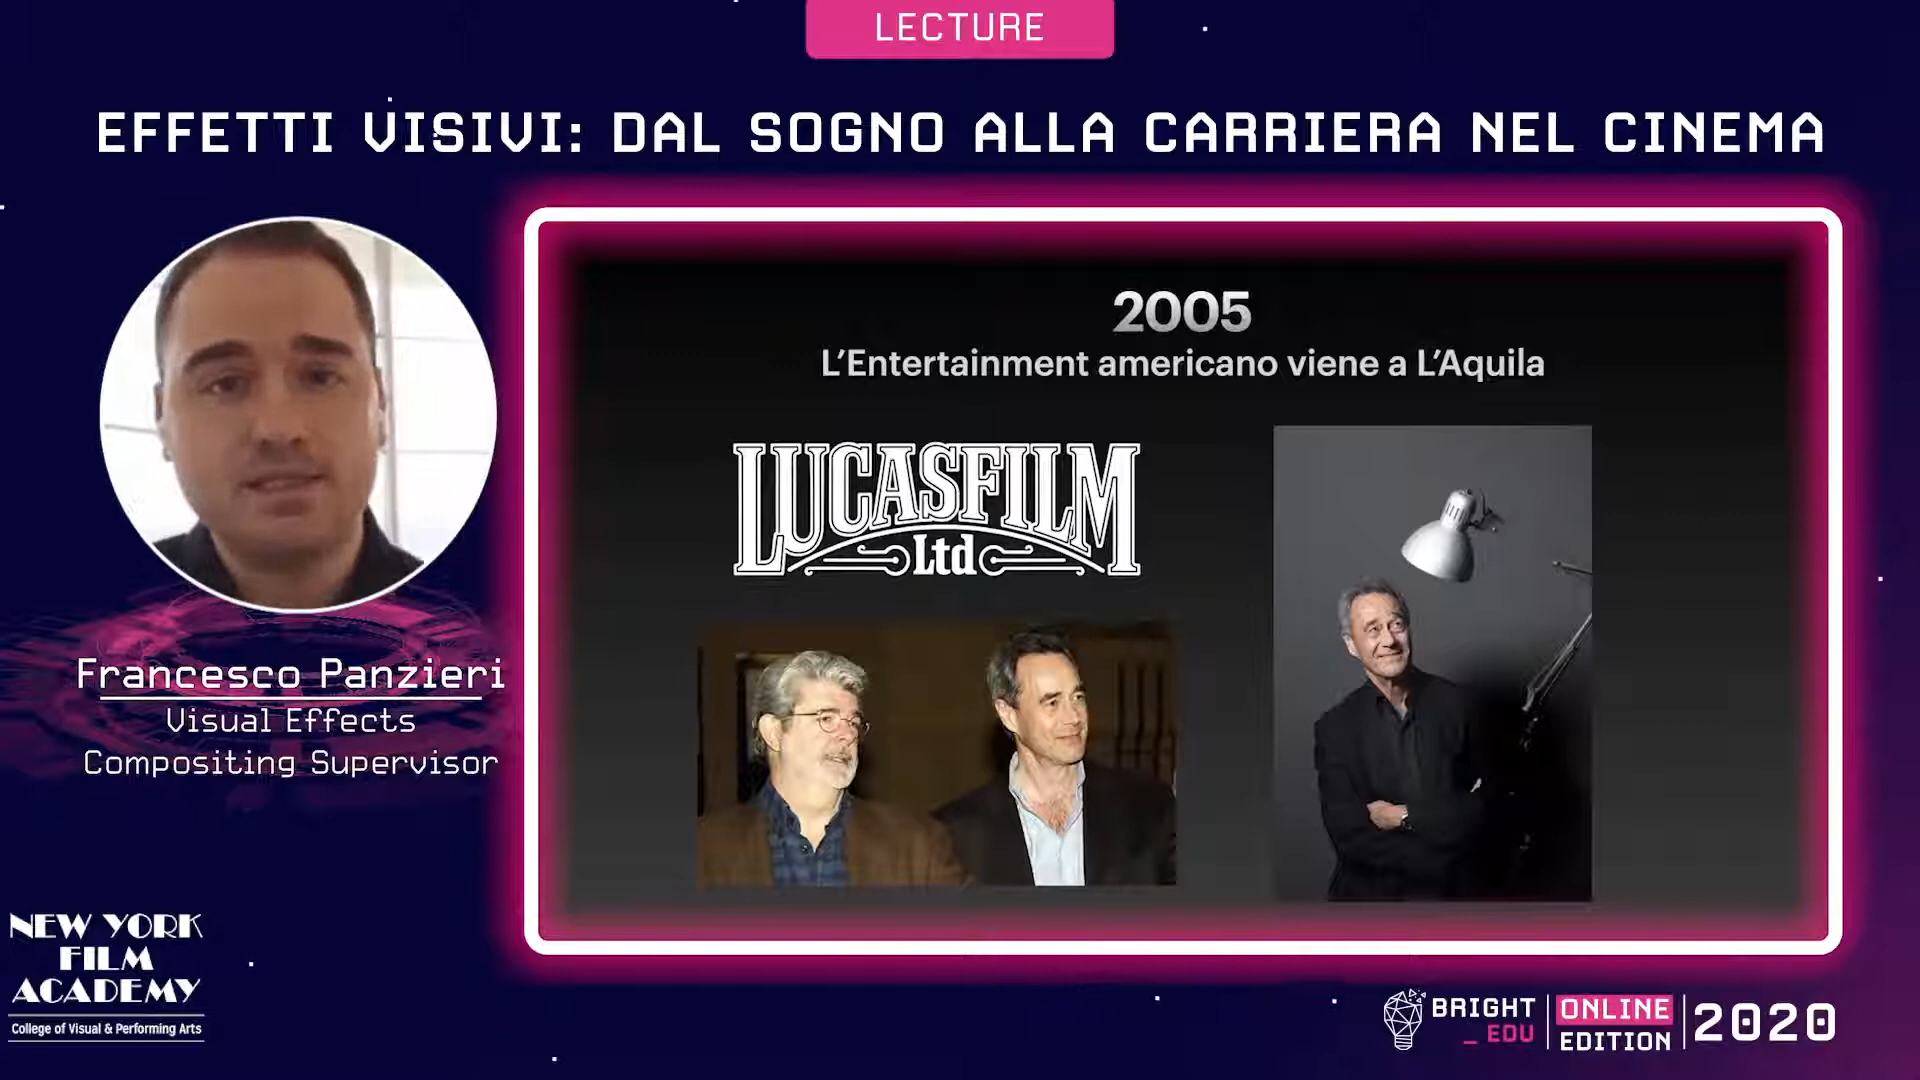 LECTURE
EFFETTI VISIVI: DAL SOGNO ALLA CARRIERA NEL CINEMA
2005
L'Entertainment americano viene a L'Aquila
LUCASFILM
Ltd
Francesco Panzieri
Visual Effects
Compositing Supervisor
NEW YORK
FILM
ACADEMY
College of Visual & Performing Arts
BRIGHT
_ EDU
ONLINE
EDITION
2020